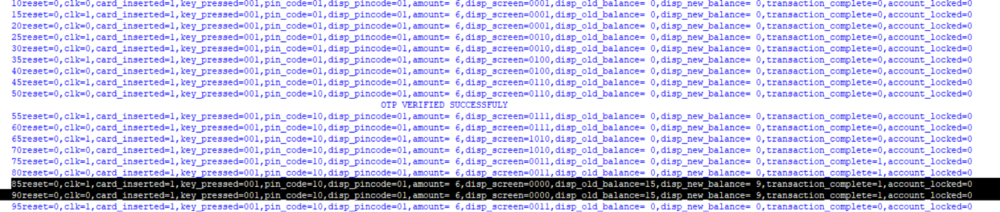 10reset=0,clk=0,card_inserted=1,key_pressed=001,pin_code=01,disp_pincode=01,amount= 6,disp_screen=0001,disp_old_balance= 0,disp_new_balance= 0,transaction_complete=0,account_locked=0
15reset=0,clk=0,card_inserted=1,key_pressed=001,pin_code=01,disp_pincode=01,amount= 6,disp_screen=0001,disp_old_balance= 0,disp_new_balance= 0,transaction_complete=0,account_locked=0
20reset=0,clk=0,card_inserted=1,key_pressed=001,pin_code=01,disp_pincode=01,amount= 6,disp_screen=0001,disp_old_balance= 0,disp_new_balance= 0,transaction_complete=0,account_locked=0
25reset=0,clk=1,card_inserted=1,key_pressed=001,pin_code=01,disp_pincode=01,amount= 6,disp_screen=0010,disp_old_balance= 0,disp_new_balance= 0,transaction_complete=0,account_locked=0
30reset=0,clk=0,card_inserted=1,key_pressed=001,pin_code=01,disp_pincode=01,amount= 6,disp_screen=0010,disp_old_balance= 0,disp_new_balance= 0,transaction_complete=0,account_locked=0
35reset=0,clk=1,card_inserted=1,key_pressed=001,pin_code=01,disp_pincode=01,amount= 6,disp_screen=0100,disp_old_balance= 0,disp_new_balance= 0,transaction_complete=0,account_locked=0
40reset=0,clk=0,card_inserted=1,key_pressed=001,pin_code=01,disp_pincode=01,amount= 6,disp_screen=0100,disp_old_balance= 0,disp_new_balance= 0,transaction_complete=0,account_locked=0
45reset=0,clk=1,card_inserted=1,key_pressed=001,pin_code=01,disp_pincode=01,amount= 6,disp_screen=0110,disp_old_balance= 0,disp_new_balance= 0,transaction_complete=0,account_locked=0
50reset=0,clk=0,card_inserted=1,key_pressed=001,pin_code=10,disp_pincode=01,amount= 6,disp_screen=0110,disp_old_balance= 0,disp_new_balance= 0,transaction_complete=0,account_locked=0
OTP VERIFIED SUCCESSFULY
55reset=0,clk=1,card_inserted=1,key_pressed=001,pin_code=10,disp_pincode=01,amount= 6,disp_screen=0111,disp_old_balance= 0,disp_new_balance= 0,transaction_complete=0,account_locked=0
60reset=0,clk=0,card_inserted=1,key_pressed=001,pin_code=10,disp_pincode=01,amount= 6,disp_screen=0111,disp_old_balance= 0,disp_new_balance= 0,transaction_complete=0,account_locked=0
65reset=0,clk=1,card_inserted=1,key_pressed=001,pin_code=10,disp_pincode=01,amount= 6,disp_screen=1010,disp_old_balance= 0,disp_new_balance= 0,transaction_complete=0,account_locked=0
70reset=0,clk=0,card_inserted=1,key_pressed=001,pin_code=10,disp_pincode=01,amount= 6,disp_screen=1010,disp_old_balance= 0,disp_new_balance= 0,transaction_complete=0,account_locked=0
75reset=0,clk=1,card_inserted=1,key_pressed=001,pin_code=10,disp_pincode=01,amount= 6,disp_screen=0011,disp_old_balance= 0,disp_new_balance= 0,transaction_complete=1,account_locked=0
80reset=0,clk=0,card_inserted=1,key_pressed=001,pin_code=10,disp_pincode=01,amount= 6,disp_screen=0011,disp_old_balance= 0,disp_new_balance= 0,transaction_complete=1,account_locked=0
85reset=0,clk=1,card_inserted=1,key_pressed=001,pin_code=10,disp_pincode=01,amount= 6,disp_screen=0000,disp_old_balance=15,disp_new_balance= 9,transaction_complete=1,account_locked=0
90reset=0,clk=0,card_inserted=1,key_pressed=001,pin_code=10,disp_pincode=01,amount= 6,disp_screen=0000,disp_old_balance=15,disp_new_balance= 9,transaction_complete=1,account_locked=0
95reset=0,clk=1,card_inserted=1,key_pressed=001,pin_code=10,disp_pincode=01,amount= 6,disp_screen=0011,disp_old_balance= 0,disp_new_balance= 0,transaction_complete=1,account_locked=0